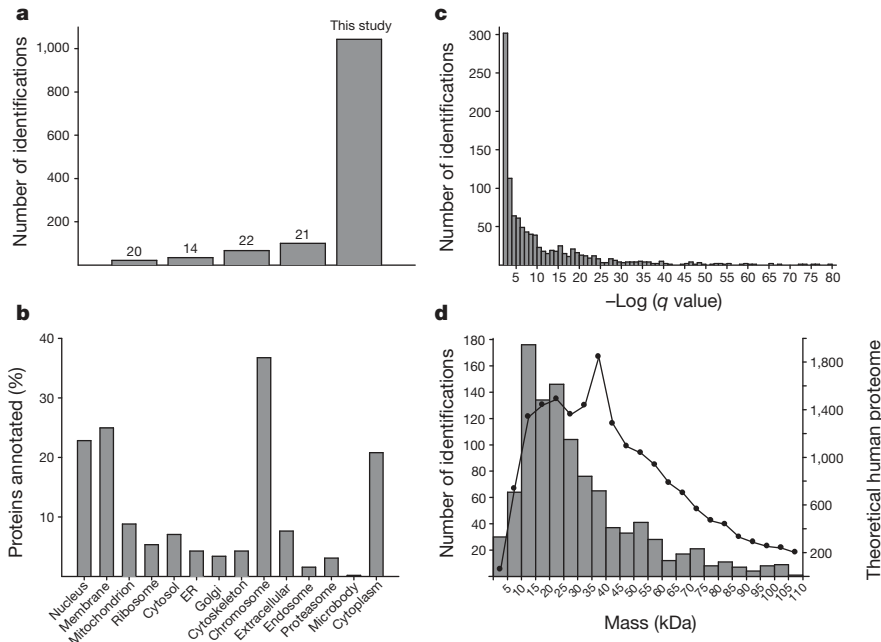 a
Number of identifications
1,000
800
600
400
200
20
14
22
21
This study
b
Proteins annotated (%)
40
30
20
10
Nucleus
Membrane
Mitochondrion
Ribosome
Cytosol
ER
Golgi
Cytoskeleton
Chromosome
Extracellular
Endosome
Proteasome
Microbody
Cytoplasm
c
Number of identifications
300
250
200
150
100
50
5 10 15 20 25 30 35 40 45 50 55 60 65 70 75 80
–Log (q value)
d
Number of identifications
180
160
140
120
100
80
60
40
20
5 10 15 20 25 30 35 40 45 50 55 60 65 70 75 80 85 90 95 100 105 110
Mass (kDa)
1,800
1,400
1,000
600
200
Theoretical human proteome